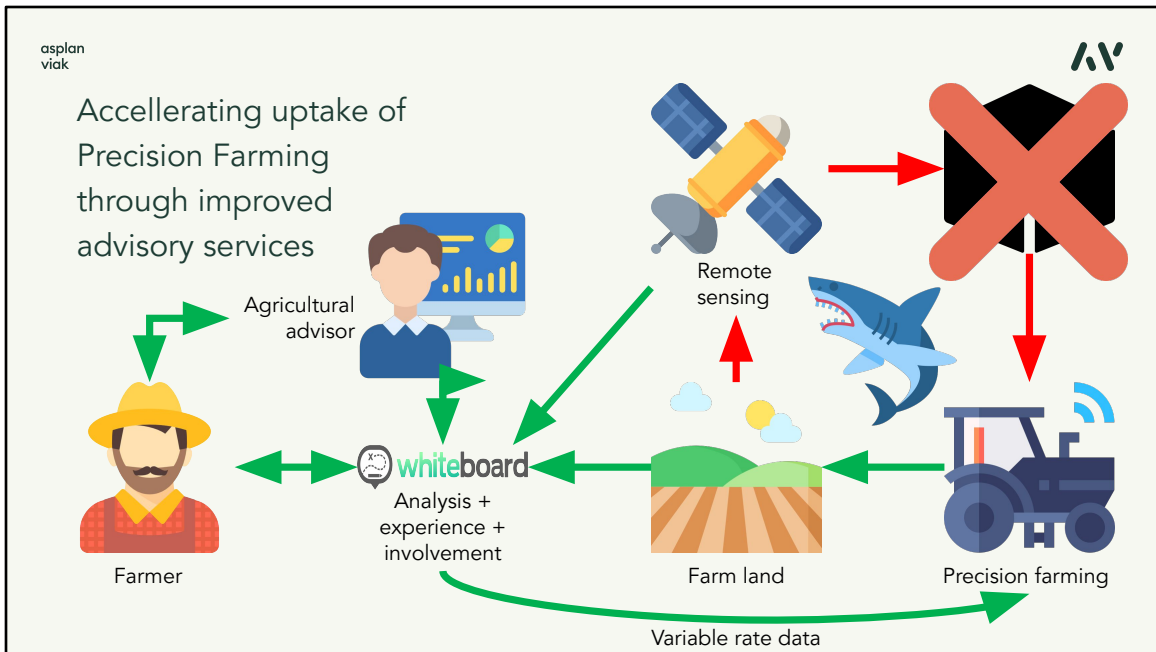 asplan
viak
Accellerating uptake of
Precision Farming
through improved
advisory services
Agricultural
advisor
Remote
sensing
whiteboard
Analysis +
experience +
involvement
Farmer
Farm land
Precision farming
Variable rate data